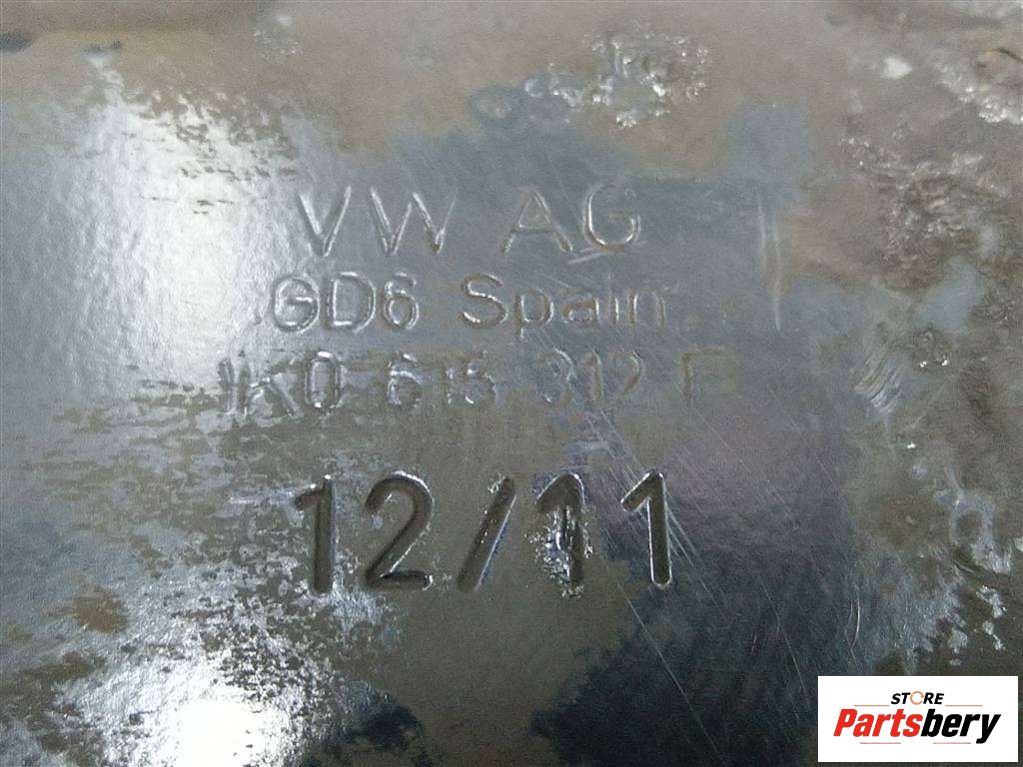 VW AG
GD6 Spain
1K0 615 312 F
12/11
STORE
Partsbery